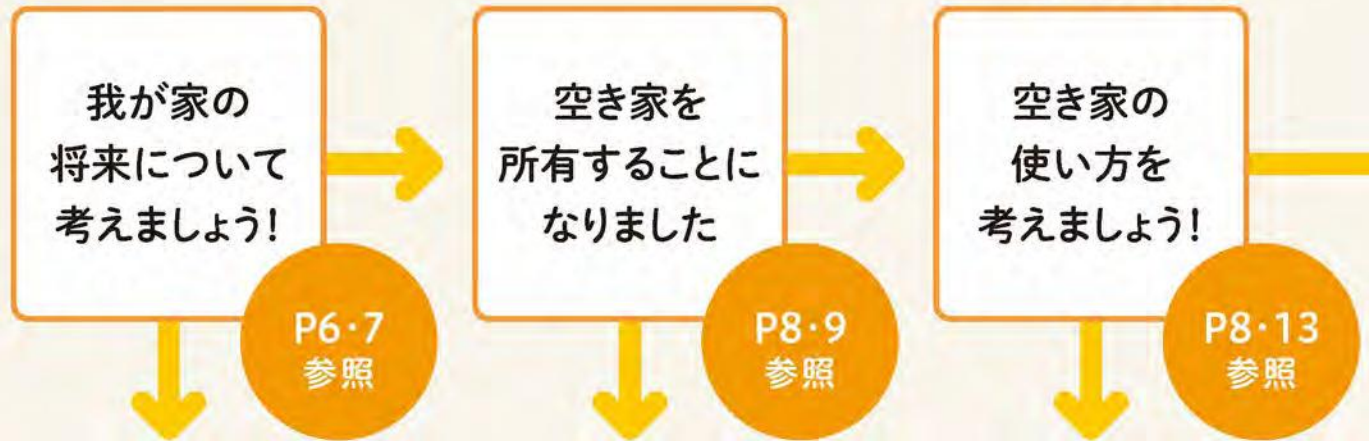 我が家の
将来について
考えましょう!
P6・7
参照
空き家を
所有することに
なりました
P8・9
参照
空き家の
使い方を
考えましょう!
P8・13
参照